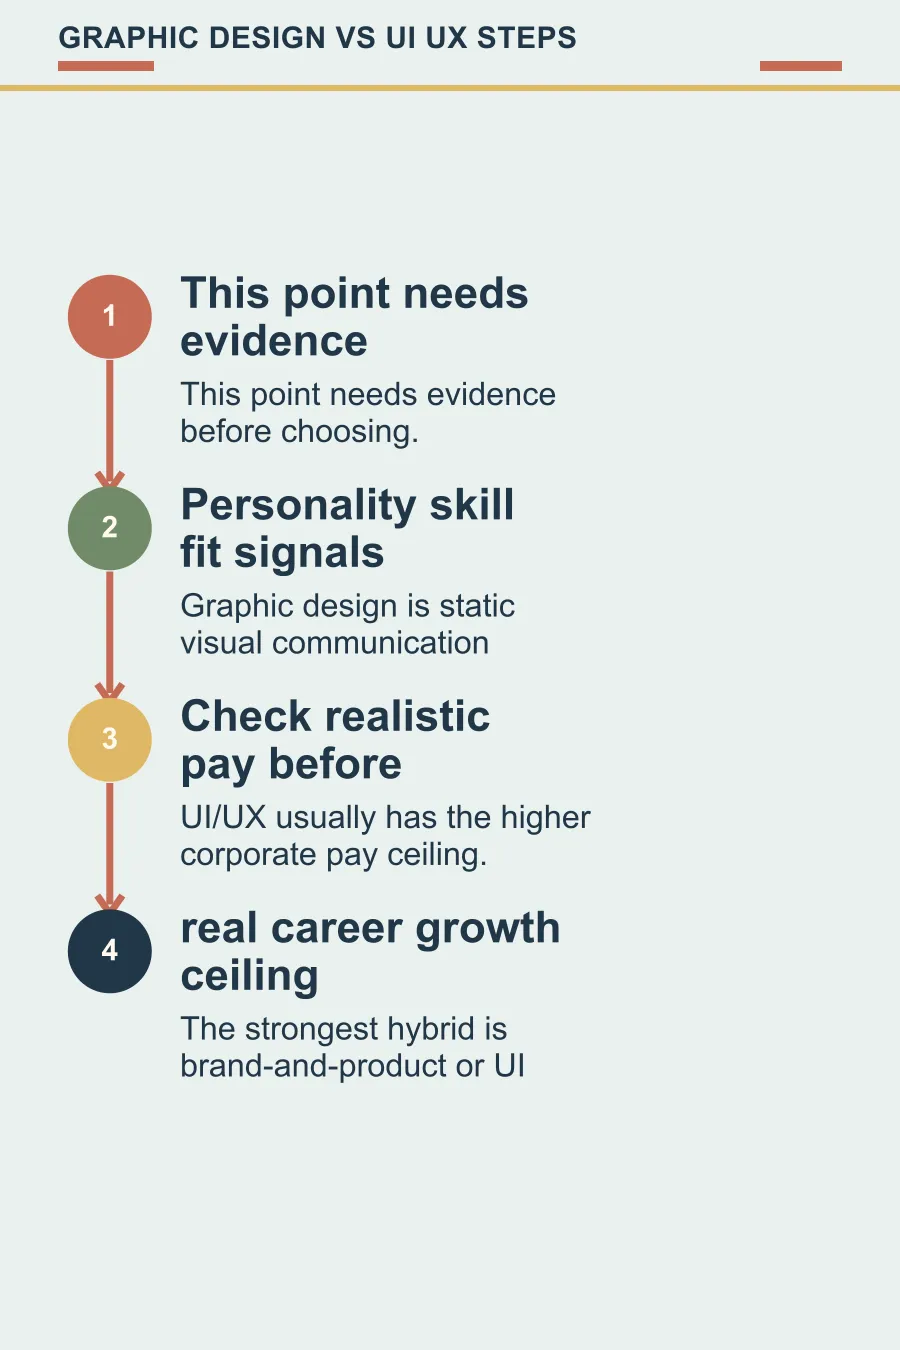 GRAPHIC DESIGN VS UI UX STEPS
1
This point needs
evidence
This point needs evidence
before choosing.
2
Personality skill
fit signals
Graphic design is static
visual communication
3
Check realistic
pay before
UI/UX usually has the higher
corporate pay ceiling.
4
real career growth
ceiling
The strongest hybrid is
brand-and-product or UI